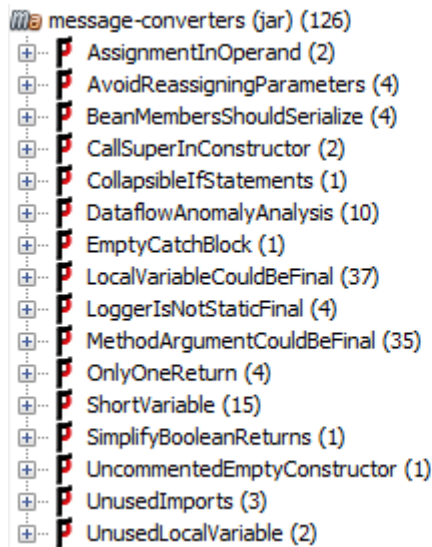 message-converters (jar) (126)
AssignmentInOperand (2)
AvoidReassigningParameters (4)
BeanMembersShouldSerialize (4)
CallSuperInConstructor (2)
CollapsibleIfStatements (1)
DataflowAnomalyAnalysis (10)
EmptyCatchBlock (1)
LocalVariableCouldBeFinal (37)
LoggerIsNotStaticFinal (4)
MethodArgumentCouldBeFinal (35)
OnlyOneReturn (4)
ShortVariable (15)
SimplifyBooleanReturns (1)
UncommentedEmptyConstructor (1)
UnusedImports (3)
UnusedLocalVariable (2)